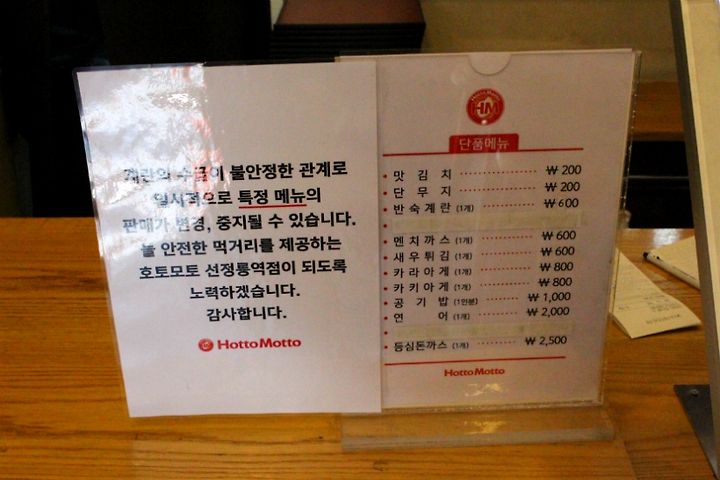 계란의 수급이 불안정한 관계로
일시적으로 특정 메뉴의
판매가 변경, 중지될 수 있습니다.
늘 안전한 먹거리를 제공하는
호토모토 선정릉역점이 되도록
노력하겠습니다.
감사합니다.
HottoMotto
HM
단품메뉴
맛김치 ₩ 200
단무지 ₩ 200
반숙계란 (1개) ₩ 600
멘치까스 (1개) ₩ 600
새우튀김 (1개) ₩ 600
카라아게 (1개) ₩ 800
카키아게 (1개) ₩ 800
공기밥 (1인분) ₩ 1,000
연어 (1개) ₩ 2,000
등심돈까스 (1개) ₩ 2,500
HottoMotto